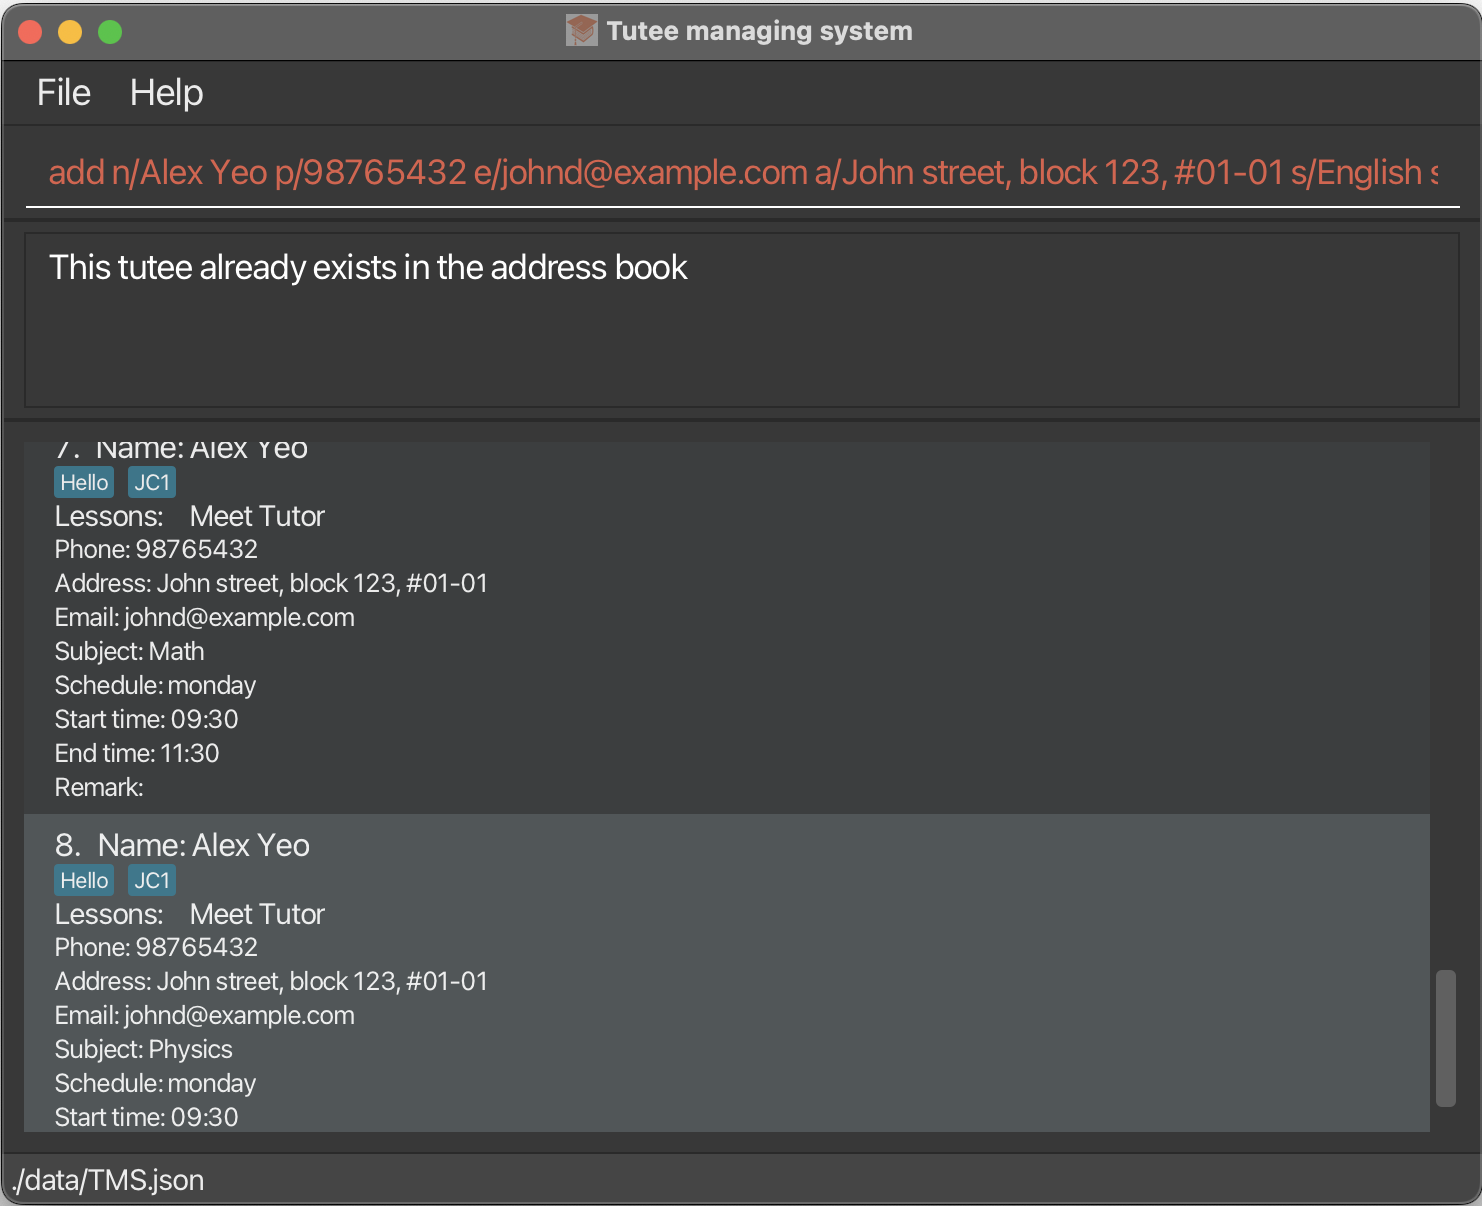 Tutee managing system
File Help
add n/Alex Yeo p/98765432 e/johnd@example.com a/John street, block 123, #01-01 s/English s
This tutee already exists in the address book
7. Name: Alex Yeo
Hello JC1
Lessons: Meet Tutor
Phone: 98765432
Address: John street, block 123, #01-01
Email: johnd@example.com
Subject: Math
Schedule: monday
Start time: 09:30
End time: 11:30
Remark:
8. Name: Alex Yeo
Hello JC1
Lessons: Meet Tutor
Phone: 98765432
Address: John street, block 123, #01-01
Email: johnd@example.com
Subject: Physics
Schedule: monday
Start time: 09:30
./data/TMS.json